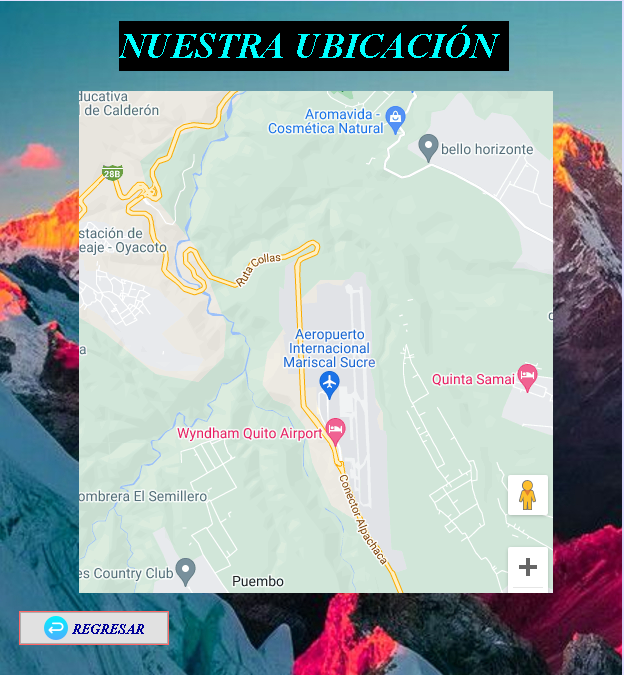 NUESTRA UBICACIÓN
ducativa
l de Calderón
Aromavida -
Cosmética Natural
bello horizonte
28B
stación de
eaje - Oyacoto
Ruta Collas
Aeropuerto
Internacional
Mariscal Sucre
a
Quinta Samai
Wyndham Quito Airport
Conector Alpachaca
ombrera El Semillero
es Country Club
Puembo
REGRESAR